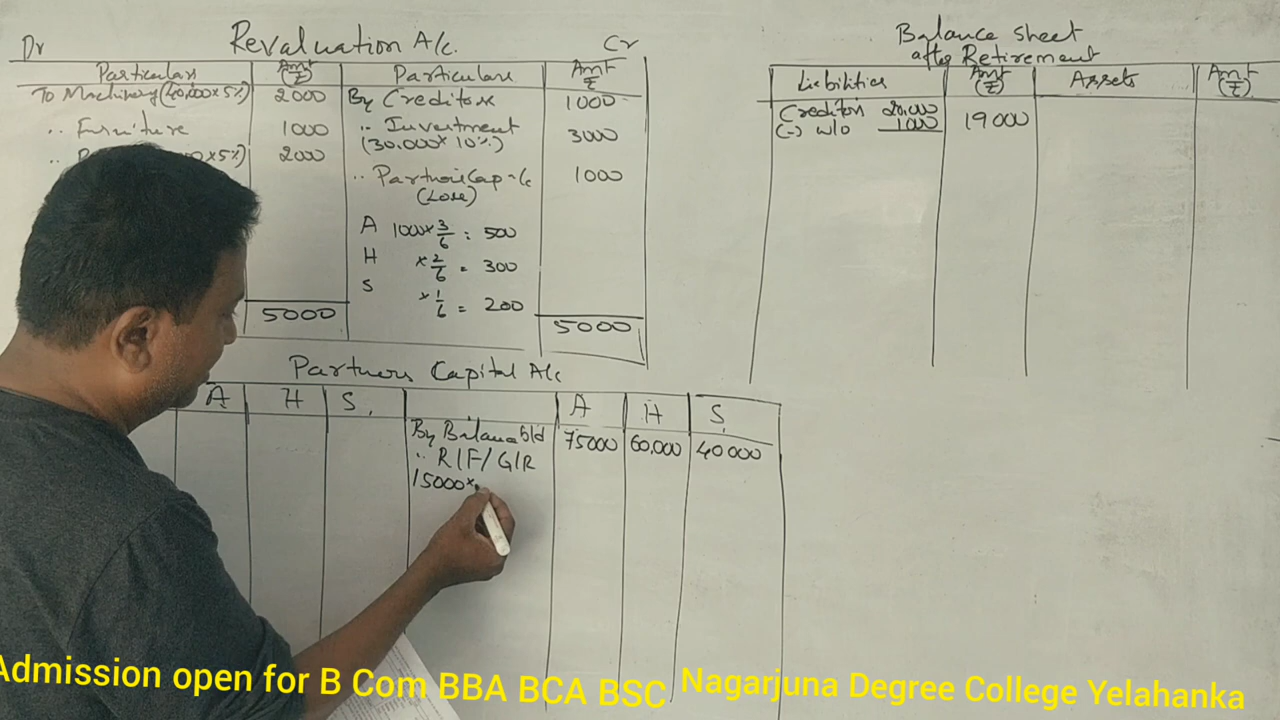 Dr Revaluation A/c. Cr
Particulars Amt (₹) Particulars Amt ₹
To Machinery (40,000 x 5%) 2000 By Creditors 1000
.. Furniture 1000 .. Investment 3000
(30,000 x 10%)
x 5%) 2000
.. Partners Cap A/c 1000
(Loss)
A 1000 x 3/6 = 500
H x 2/6 = 300
S x 1/6 = 200
5000 5000
Partners Capital A/c
A H S. A H S
By Balance b/d 75000 60,000 40000
.. R/F/G/R
15000 x
Balance Sheet
after Retirement
Liabilities Amt (₹) Assets Amt (₹)
Creditors 20,000
(-) w/o 1000 19000
Admission open for B Com BBA BCA BSC Nagarjuna Degree College Yelahanka